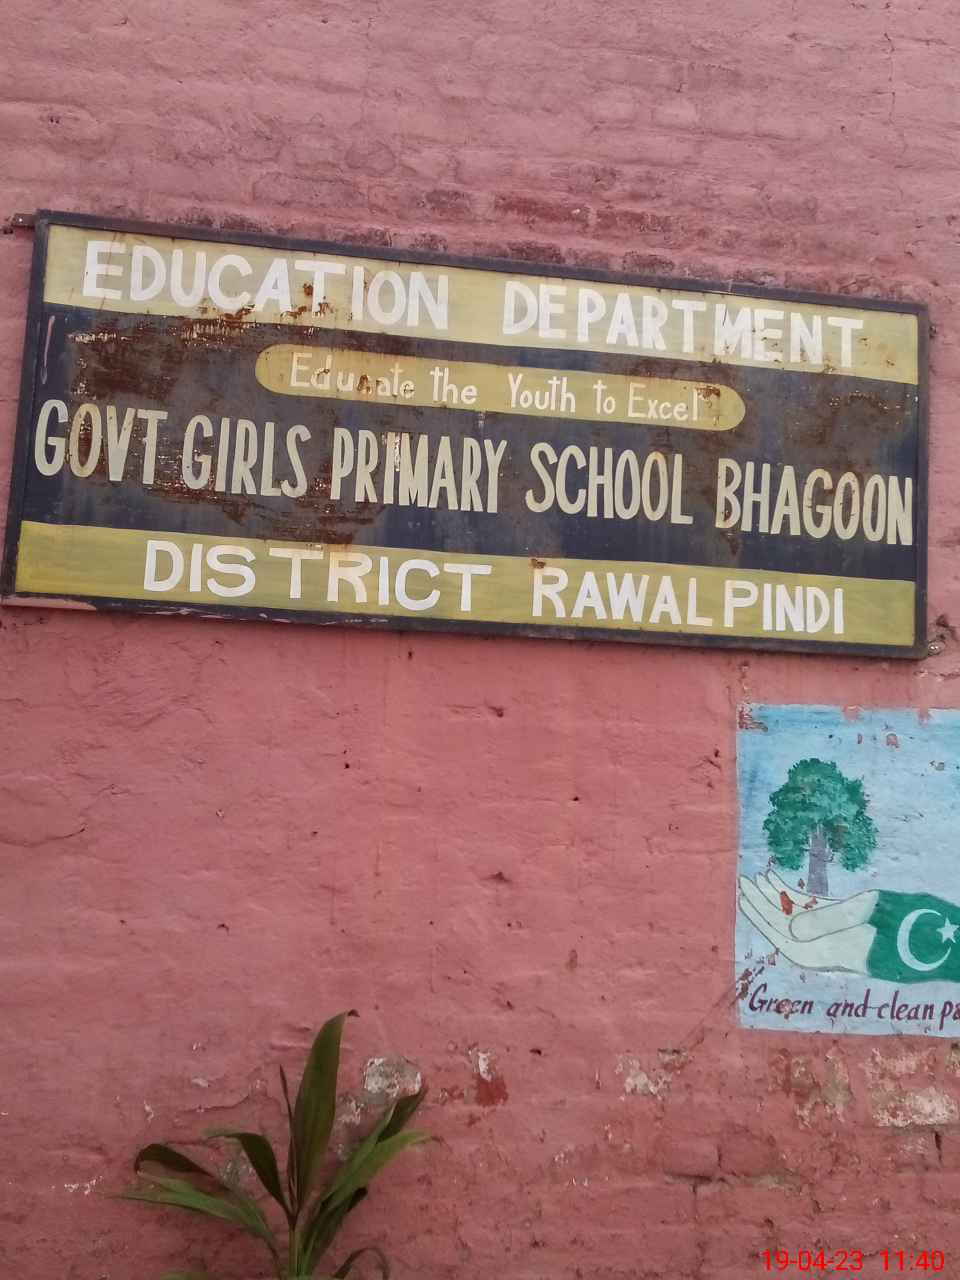 EDUCATION DEPARTMENT
Educate the Youth to Excel
GOVT GIRLS PRIMARY SCHOOL BHAGOON
DISTRICT RAWALPINDI
Green and clean
19-04-23 11:40